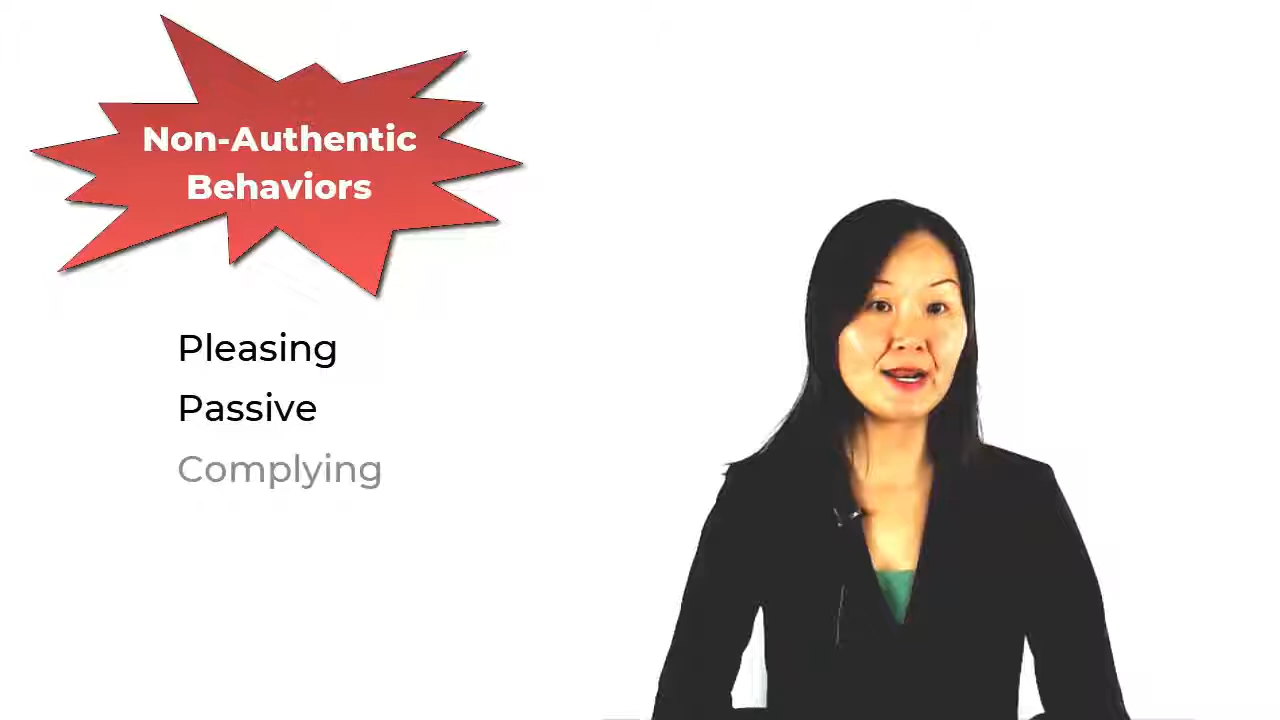 Non-Authentic
Behaviors
Pleasing
Passive
Complying